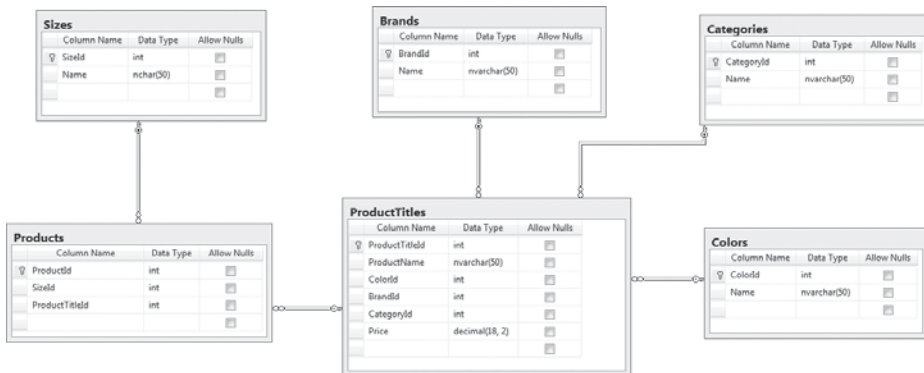 Sizes
Column Name Data Type Allow Nulls
SizeId int
Name nchar(50)
Brands
Column Name Data Type Allow Nulls
BrandId int
Name nvarchar(50)
Categories
Column Name Data Type Allow Nulls
CategoryId int
Name nvarchar(50)
Products
Column Name Data Type Allow Nulls
ProductId int
SizeId int
ProductTitleId int
ProductTitles
Column Name Data Type Allow Nulls
ProductTitleId int
ProductName nvarchar(50)
ColorId int
BrandId int
CategoryId int
Price decimal(18, 2)
Colors
Column Name Data Type Allow Nulls
ColorId int
Name nvarchar(50)